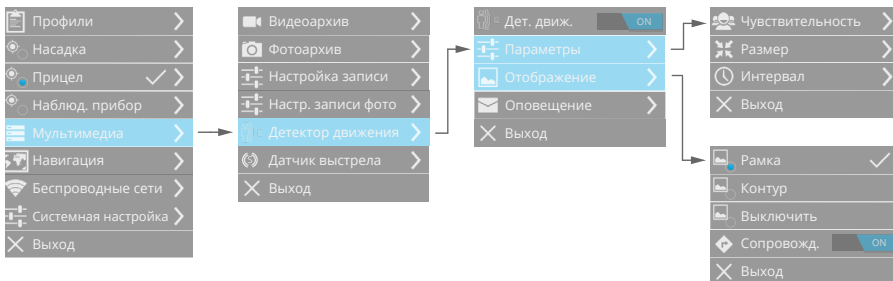 Профили
Насадка
Прицел
Наблюд. прибор
Мультимедиа
Навигация
Беспроводные сети
Системная настройка
Выход
Видеоархив
Фотоархив
Настройка записи
Настр. записи фото
Детектор движения
Датчик выстрела
Выход
Дет. движ. ON
Параметры
Отображение
Оповещение
Выход
Чувствительность
Размер
Интервал
Выход
Рамка
Контур
Выключить
Сопровожд. ON
Выход